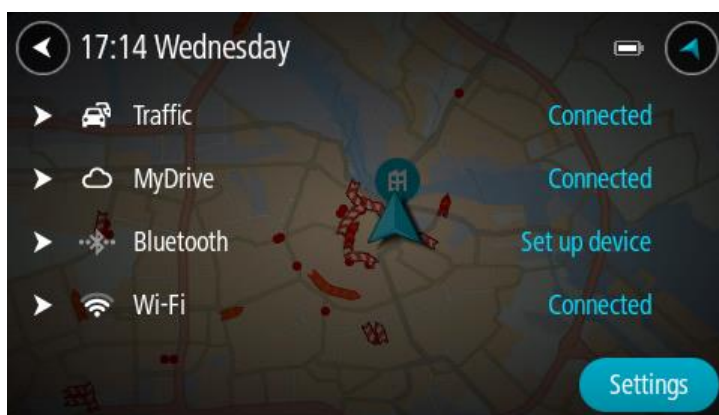 17:14 Wednesday
Traffic Connected
MyDrive Connected
Bluetooth Set up device
Wi-Fi Connected
Settings